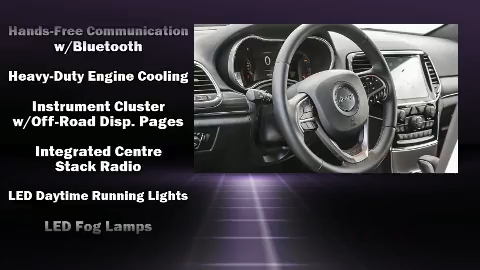 Hands-Free Communication
w/Bluetooth
Heavy-Duty Engine Cooling
Instrument Cluster
w/Off-Road Disp. Pages
Integrated Centre
Stack Radio
LED Daytime Running Lights
LED Fog Lamps